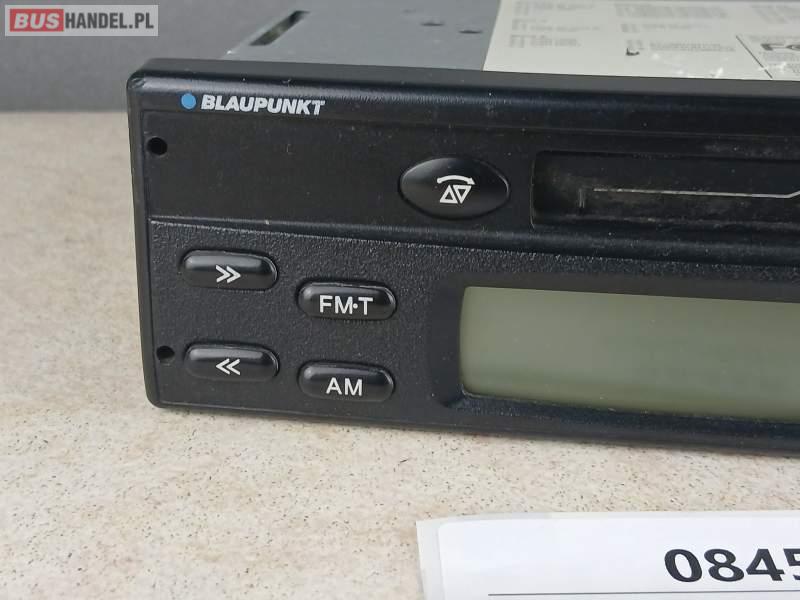 BUSHANDEL.PL
BLAUPUNKT
>>
FM•T
<<
AM
0845